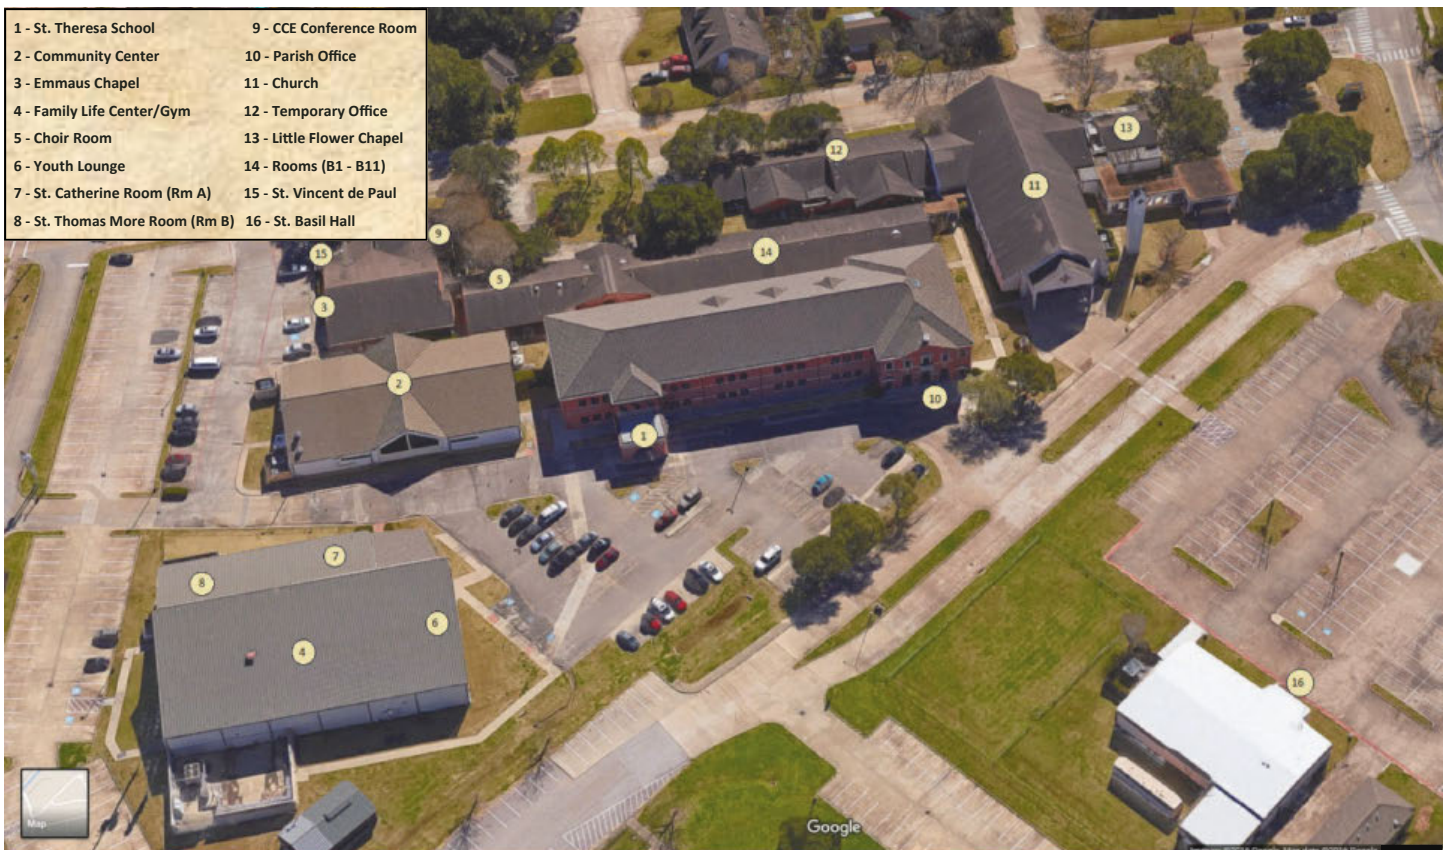 1 - St. Theresa School
2 - Community Center
3 - Emmaus Chapel
4 - Family Life Center/Gym
5 - Choir Room
6 - Youth Lounge
7 - St. Catherine Room (Rm A)
8 - St. Thomas More Room (Rm B)
9 - CCE Conference Room
10 - Parish Office
11 - Church
12 - Temporary Office
13 - Little Flower Chapel
14 - Rooms (B1 - B11)
15 - St. Vincent de Paul
16 - St. Basil Hall
13
12
11
9
15
14
5
3
2
10
1
7
8
6
4
16
Map
Google